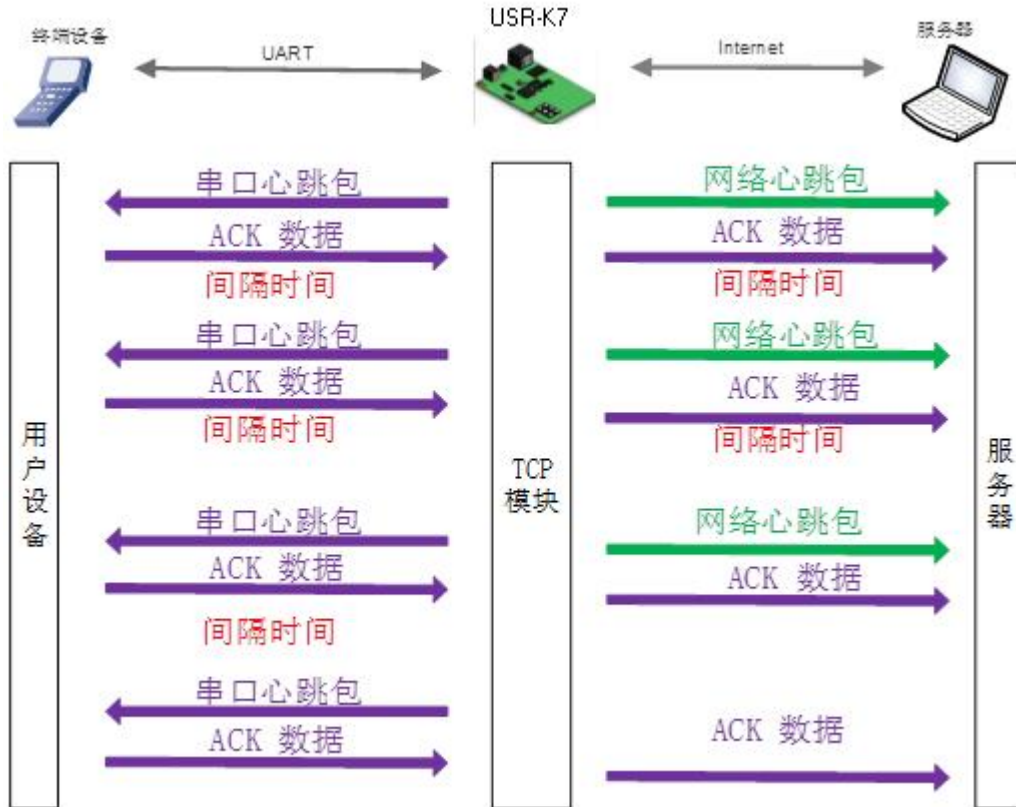 USR-K7
终端设备
UART
Internet
服务器
串口心跳包
网络心跳包
ACK 数据
ACK 数据
间隔时间
间隔时间
串口心跳包
网络心跳包
ACK 数据
ACK 数据
间隔时间
间隔时间
用户设备
TCP
模块
服务器
串口心跳包
网络心跳包
ACK 数据
ACK 数据
间隔时间
串口心跳包
ACK 数据
ACK 数据